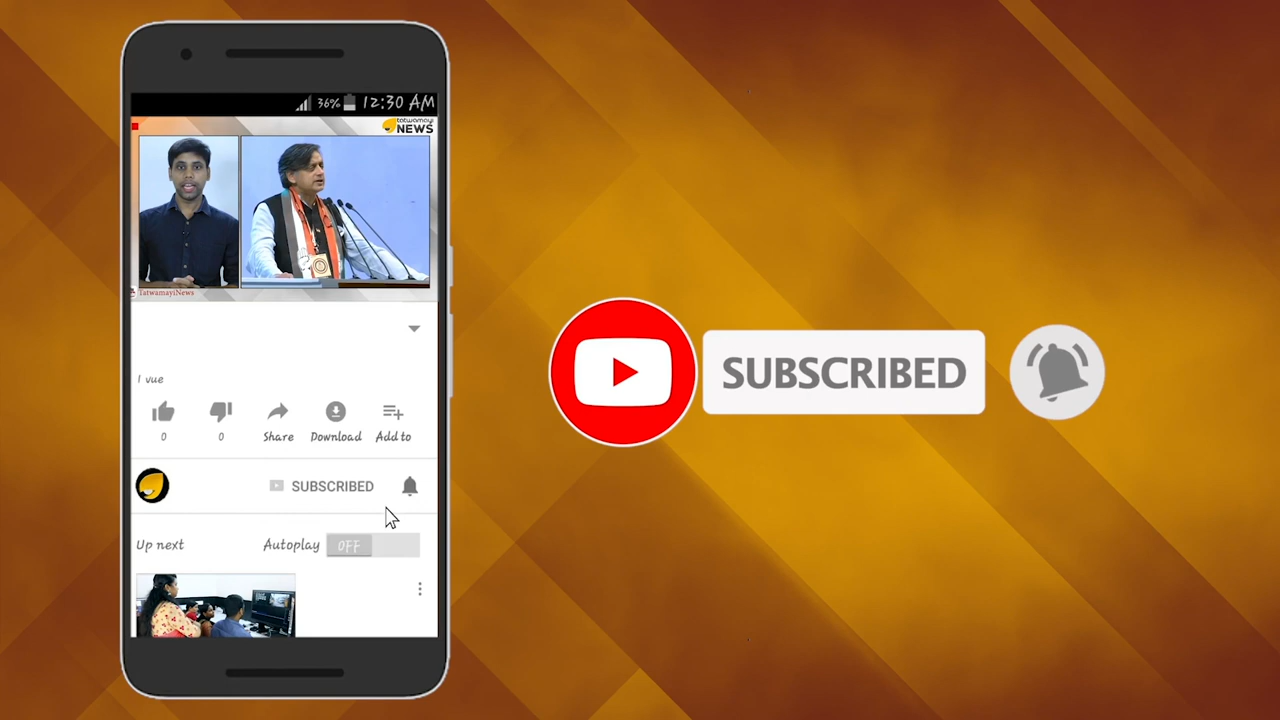 36% 12:30 AM
tatwamayi
NEWS
TatwamayiNews
1 vue
0 0 Share Download Add to
SUBSCRIBED
Up next Autoplay OFF
SUBSCRIBED